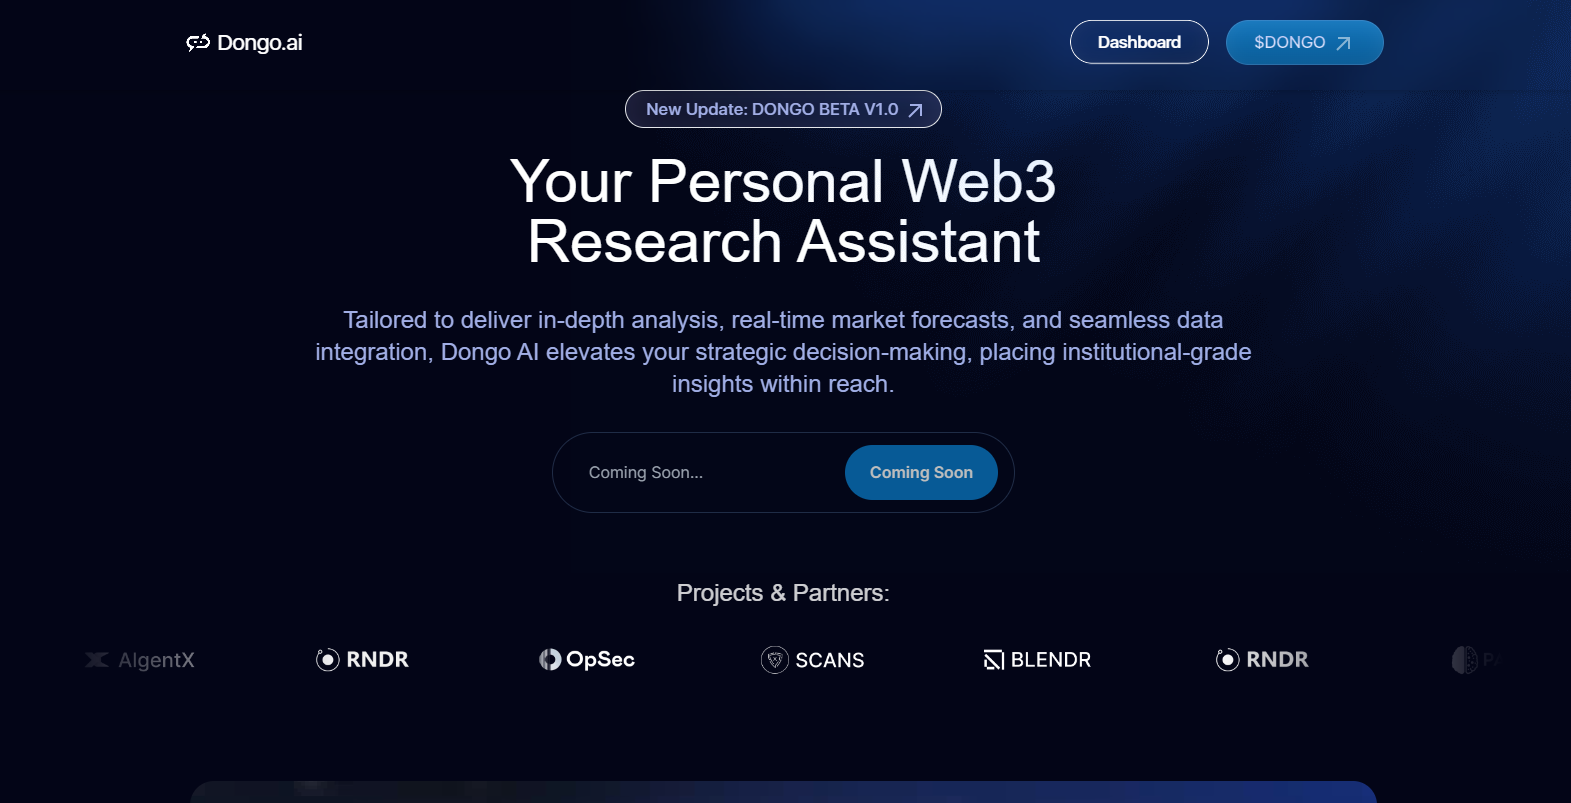 Dongo.ai
Dashboard
$DONGO
New Update: DONGO BETA V1.0
Your Personal Web3
Research Assistant
Tailored to deliver in-depth analysis, real-time market forecasts, and seamless data
integration, Dongo AI elevates your strategic decision-making, placing institutional-grade
insights within reach.
Coming Soon...
Coming Soon
Projects & Partners:
AIgentX
RNDR
OpSec
SCANS
BLENDR
RNDR